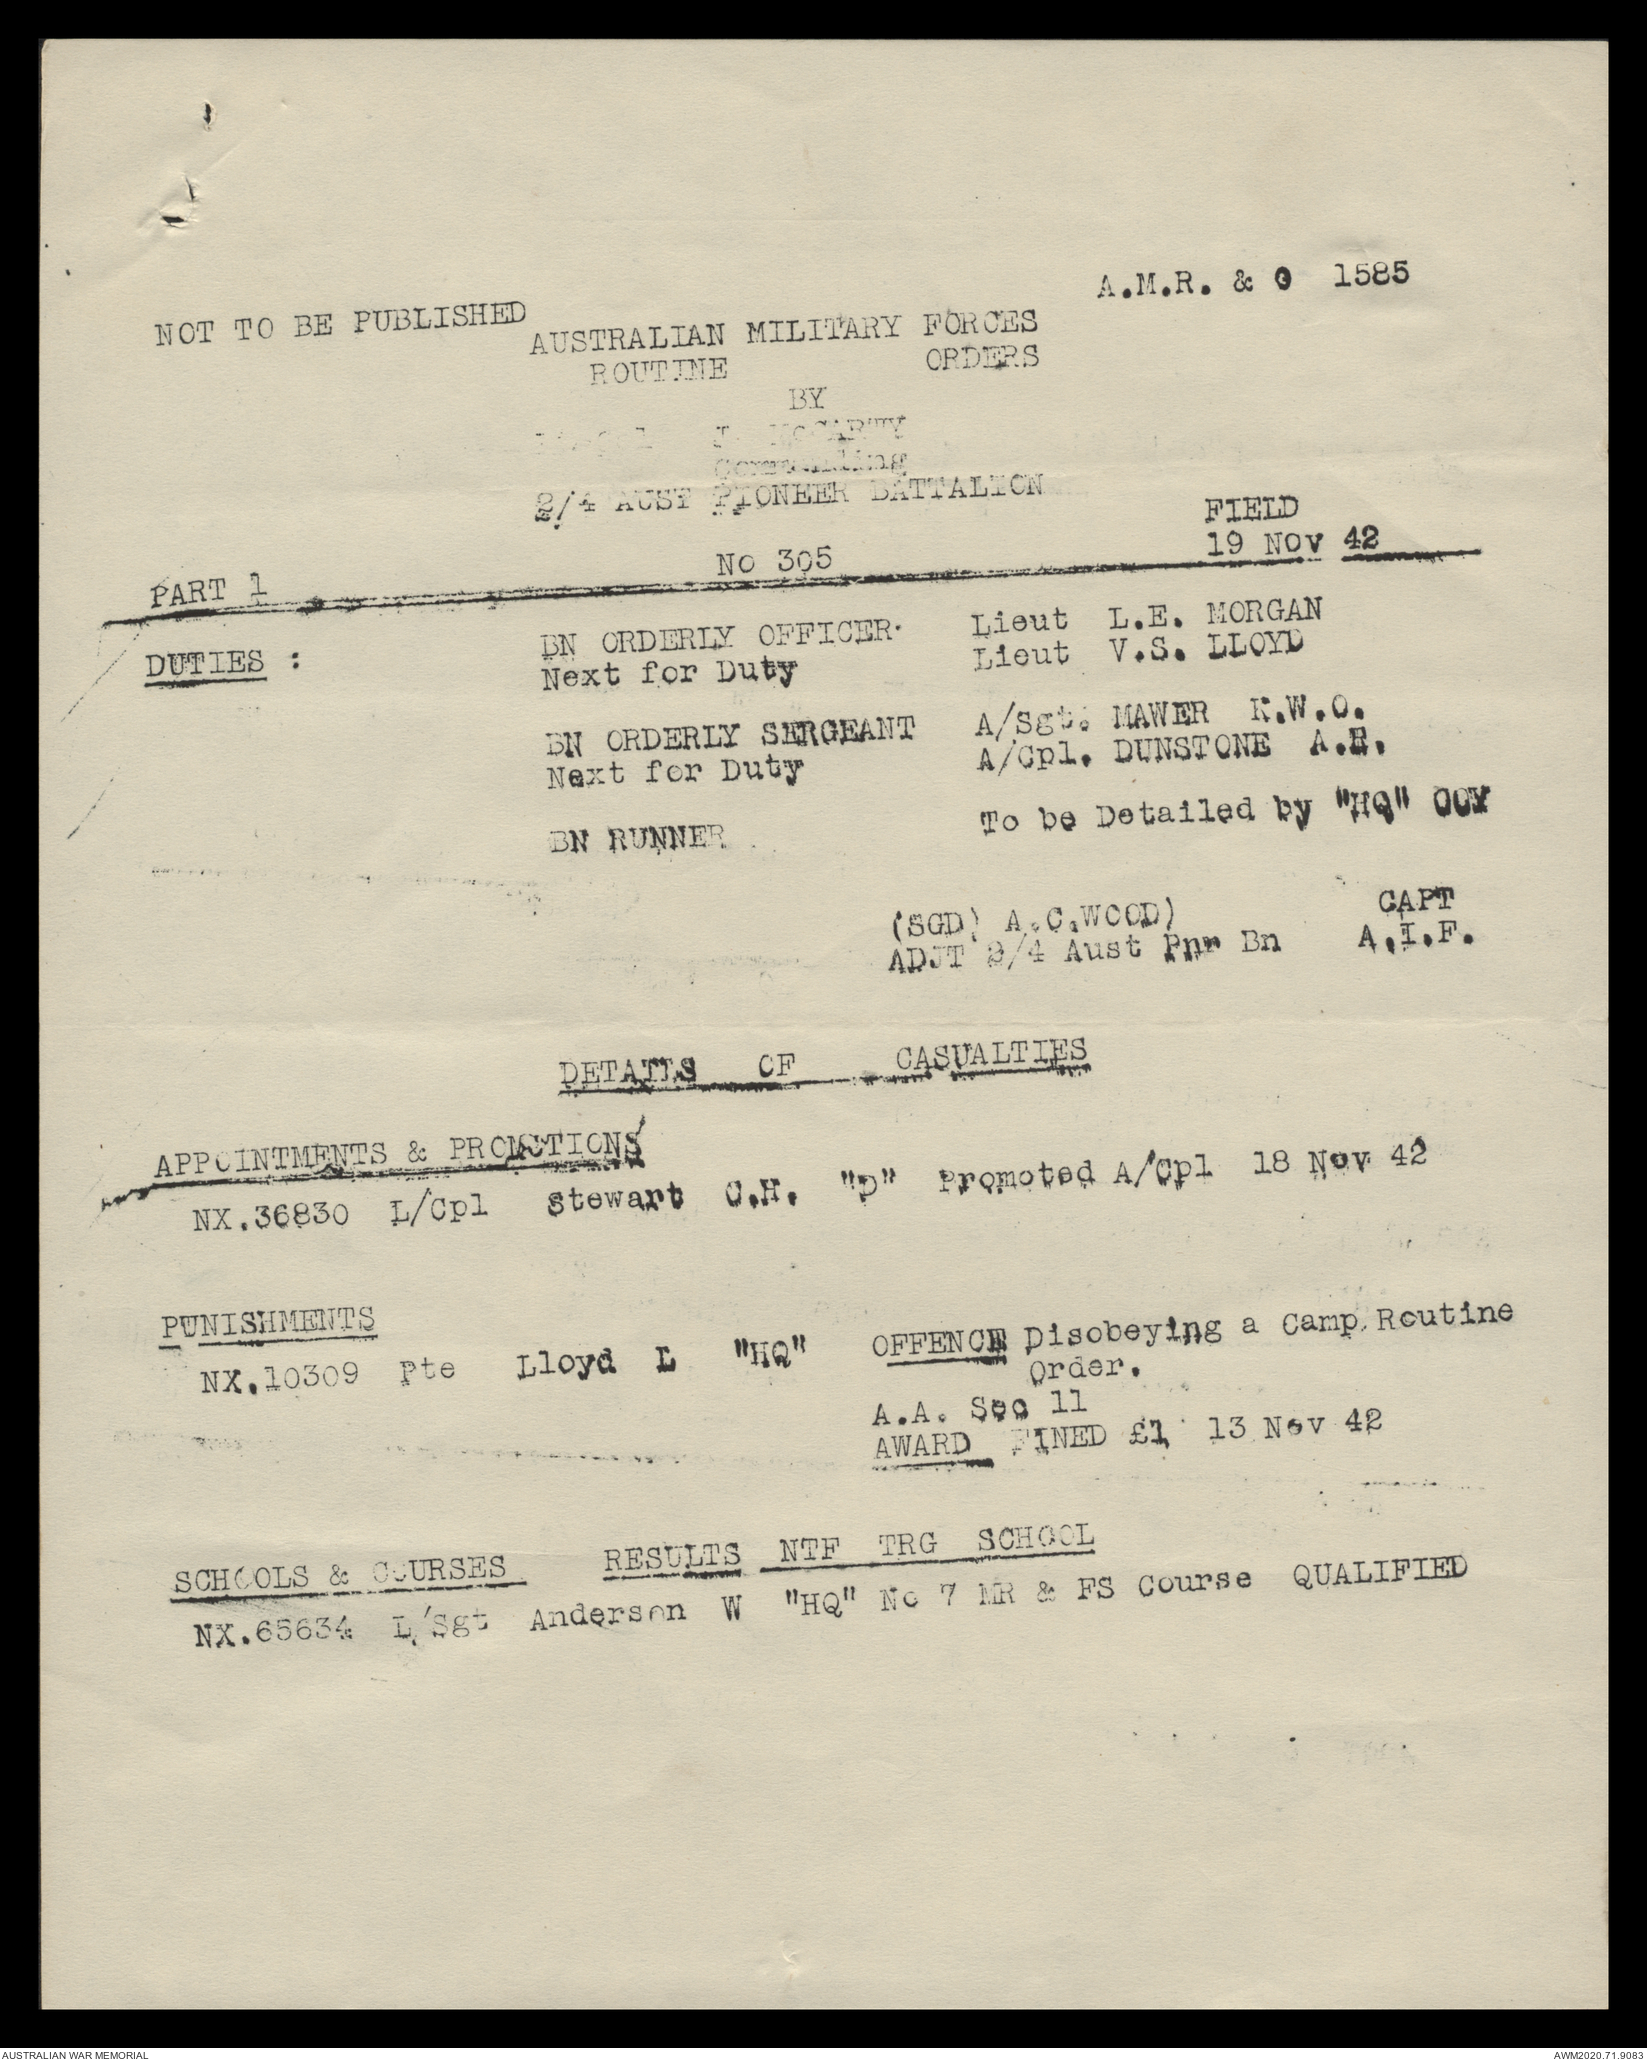 A.M.R. & O 1585
NOT TO BE PUBLISHED
AUSTRALIAN MILITARY FORCES
ROUTINE ORDERS
BY
J. McCARTY
Commanding
2/4 AUST PIONEER BATTALION
FIELD
No 305 19 Nov 42
PART 1
DUTIES :
BN ORDERLY OFFICER. Lieut L.E. MORGAN
Next for Duty Lieut V.S. LLOYD
BN ORDERLY SERGEANT A/Sgt. MAWER K.W.O.
Next for Duty A/Cpl. DUNSTONE A.E.
BN RUNNER To be Detailed by "HQ" COY
(SGD) A.C.WOOD) CAPT
ADJT 2/4 Aust Pnr Bn A.I.F.
DETAILS OF CASUALTIES
APPOINTMENTS & PROMOTIONS
NX.36830 L/Cpl Stewart C.H. "D" Promoted A/Cpl 18 Nov 42
PUNISHMENTS
NX.10309 Pte Lloyd L "HQ" OFFENCE Disobeying a Camp Routine
Order.
A.A. Sec 11
AWARD FINED £1 13 Nov 42
SCHOOLS & COURSES RESULTS NTF TRG SCHOOL
NX.65634 L/Sgt Anderson W "HQ" No 7 MR & FS Course QUALIFIED
AUSTRALIAN WAR MEMORIAL AWM2020.71.9083